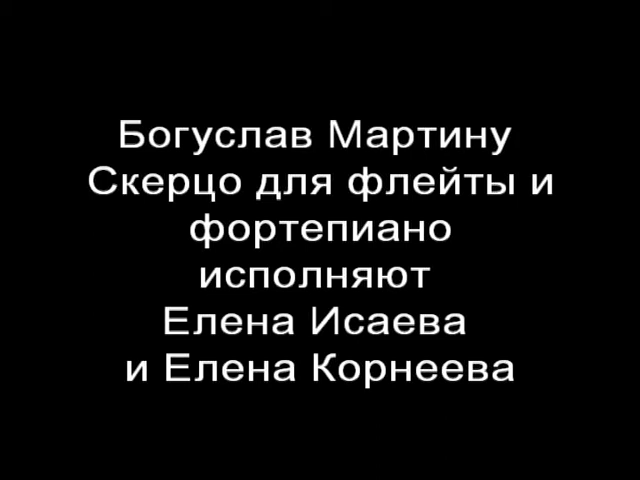 Богуслав Мартину
Скерцо для флейты и
фортепиано
исполняют
Елена Исаева
и Елена Корнеева